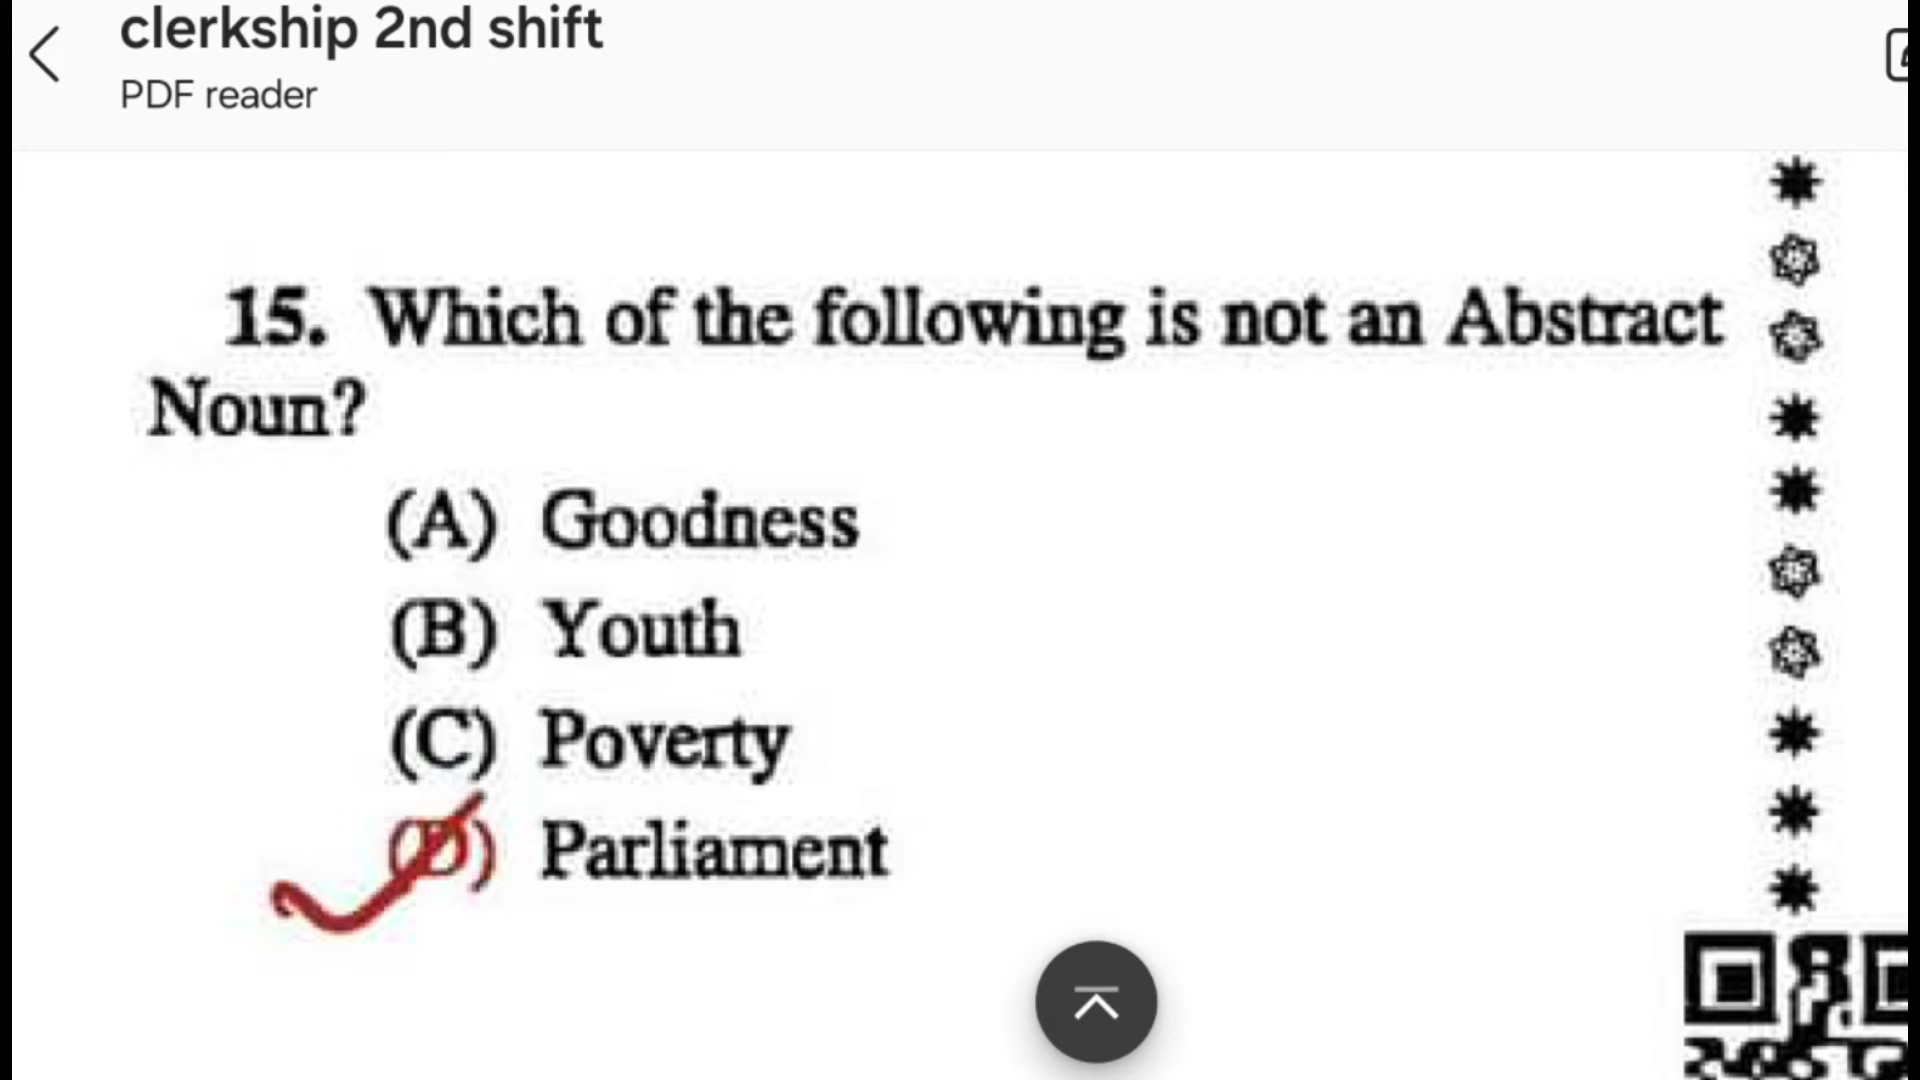 clerkship 2nd shift
PDF reader
15. Which of the following is not an Abstract
Noun?
(A) Goodness
(B) Youth
(C) Poverty
(D) Parliament